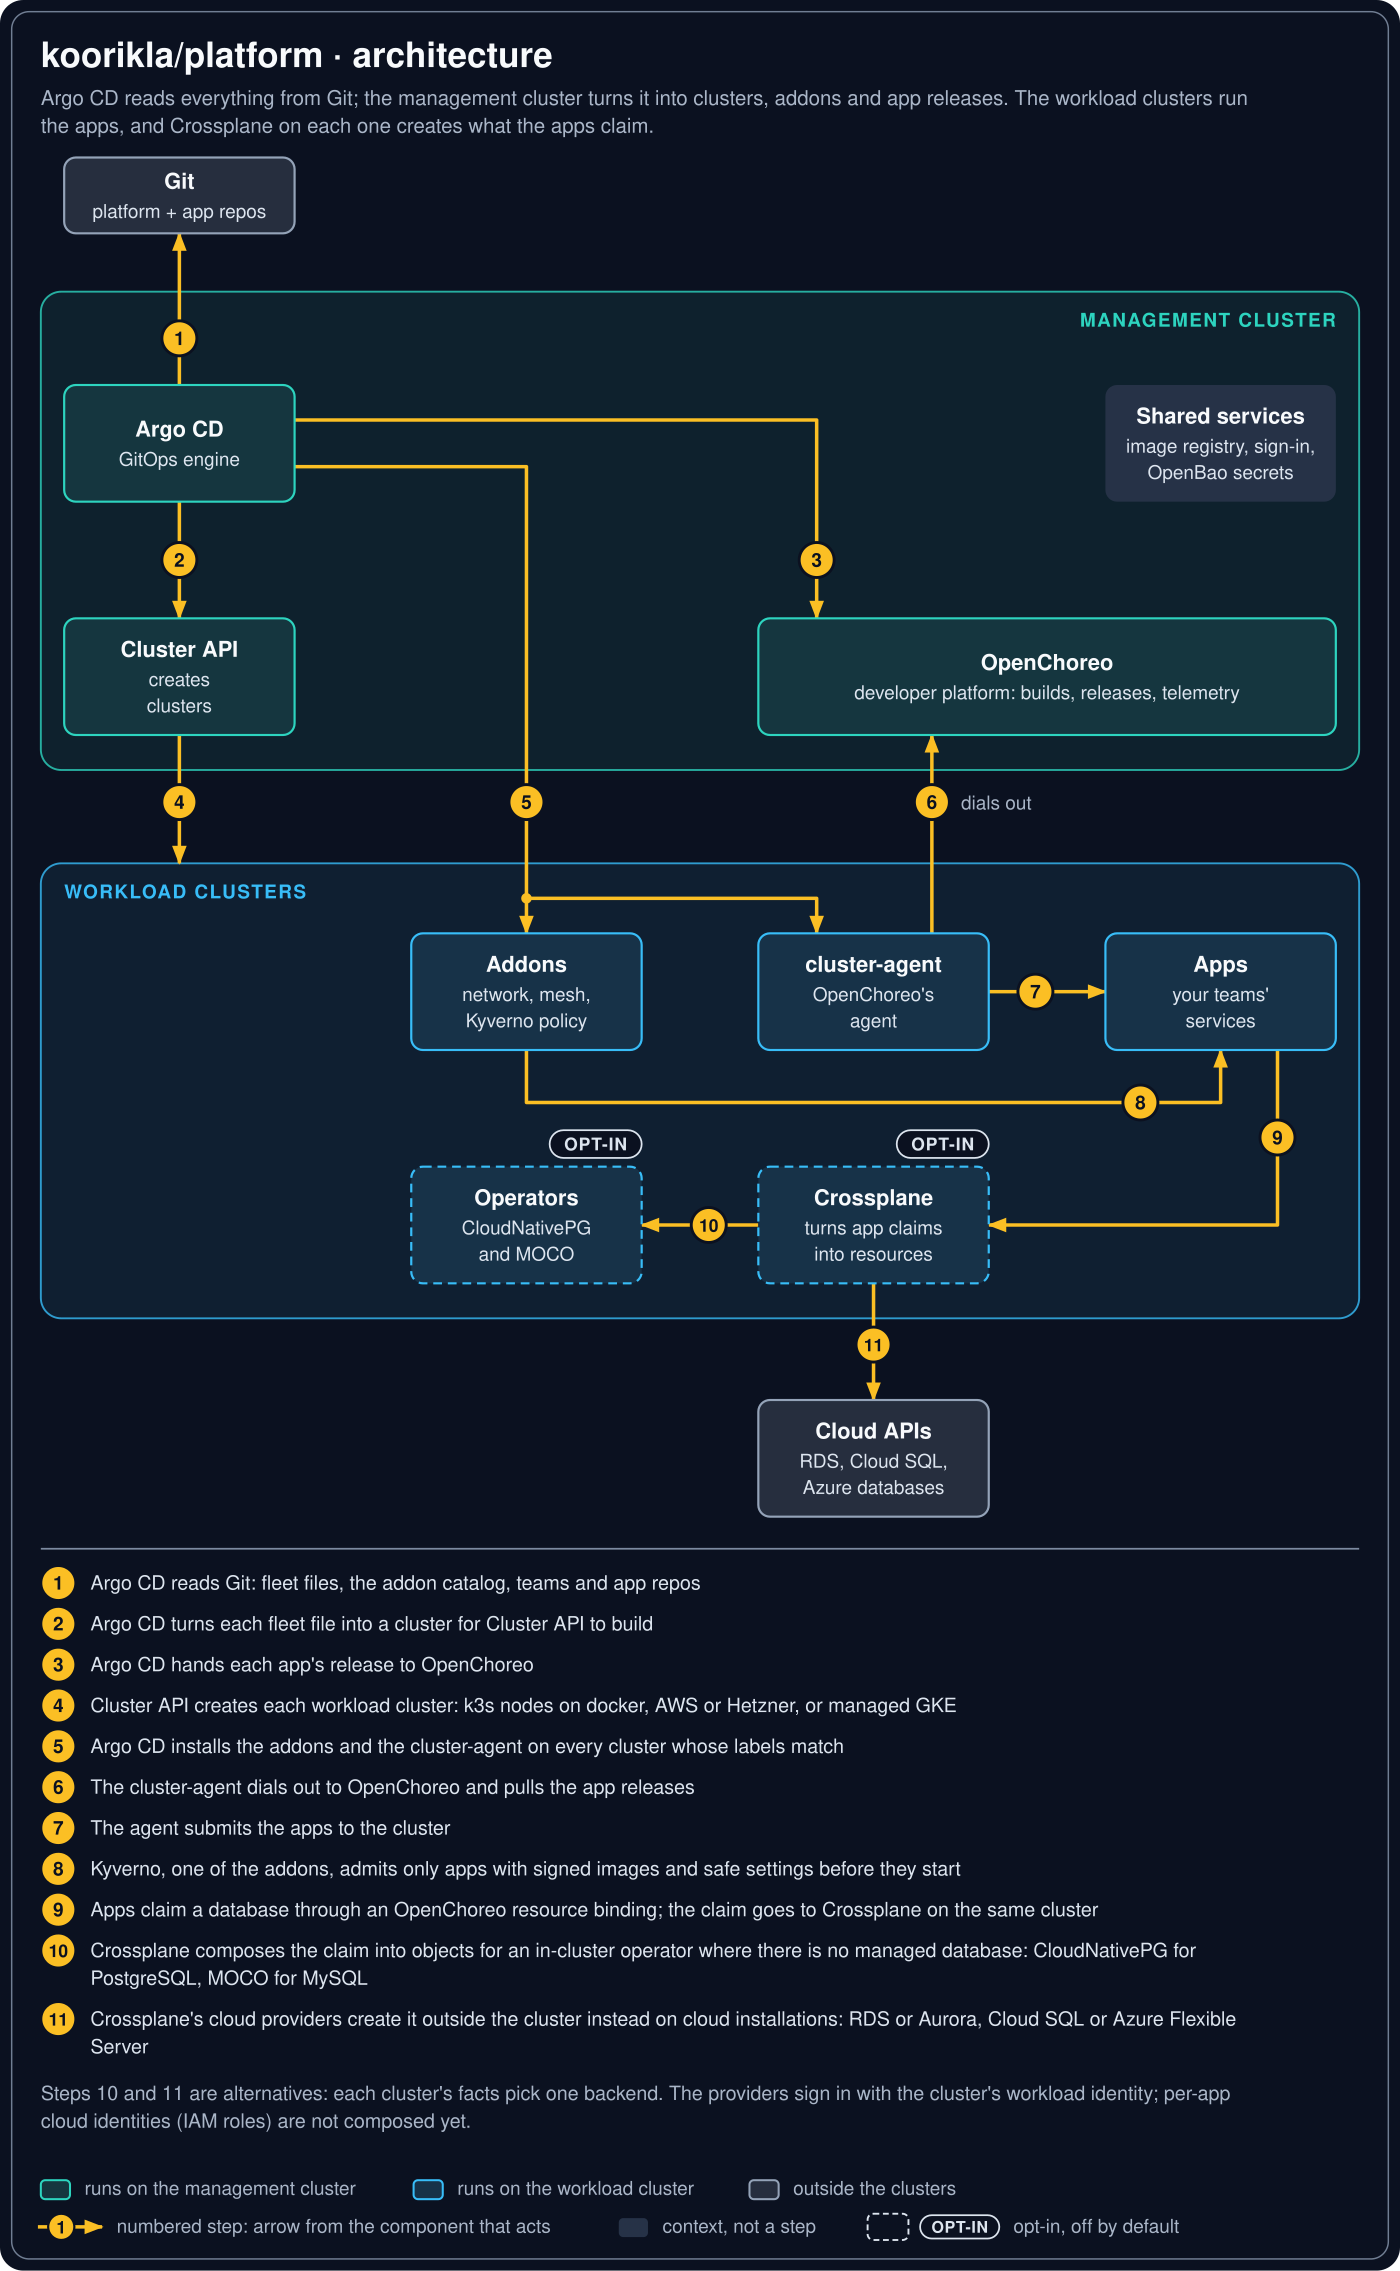 koorikla/platform · architecture
Argo CD reads everything from Git; the management cluster turns it into clusters, addons and app releases. The workload clusters run
the apps, and Crossplane on each one creates what the apps claim.
Git
platform + app repos
1
MANAGEMENT CLUSTER
Argo CD
GitOps engine
Shared services
image registry, sign-in,
OpenBao secrets
2
3
Cluster API
creates
clusters
OpenChoreo
developer platform: builds, releases, telemetry
4
5
6
dials out
WORKLOAD CLUSTERS
Addons
network, mesh,
Kyverno policy
cluster-agent
OpenChoreo's
agent
7
Apps
your teams'
services
8
9
OPT-IN
OPT-IN
Operators
CloudNativePG
and MOCO
10
Crossplane
turns app claims
into resources
11
Cloud APIs
RDS, Cloud SQL,
Azure databases
1 Argo CD reads Git: fleet files, the addon catalog, teams and app repos
2 Argo CD turns each fleet file into a cluster for Cluster API to build
3 Argo CD hands each app's release to OpenChoreo
4 Cluster API creates each workload cluster: k3s nodes on docker, AWS or Hetzner, or managed GKE
5 Argo CD installs the addons and the cluster-agent on every cluster whose labels match
6 The cluster-agent dials out to OpenChoreo and pulls the app releases
7 The agent submits the apps to the cluster
8 Kyverno, one of the addons, admits only apps with signed images and safe settings before they start
9 Apps claim a database through an OpenChoreo resource binding; the claim goes to Crossplane on the same cluster
10 Crossplane composes the claim into objects for an in-cluster operator where there is no managed database: CloudNativePG for
PostgreSQL, MOCO for MySQL
11 Crossplane's cloud providers create it outside the cluster instead on cloud installations: RDS or Aurora, Cloud SQL or Azure Flexible
Server
Steps 10 and 11 are alternatives: each cluster's facts pick one backend. The providers sign in with the cluster's workload identity; per-app
cloud identities (IAM roles) are not composed yet.
runs on the management cluster
runs on the workload cluster
outside the clusters
1 numbered step: arrow from the component that acts
context, not a step
OPT-IN opt-in, off by default